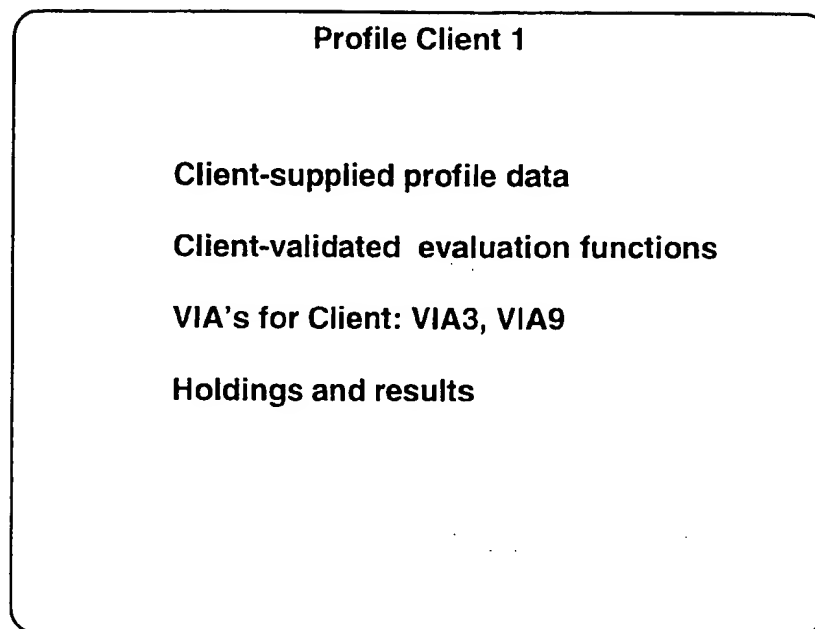 Profile Client 1
Client-supplied profile data
Client-validated evaluation functions
VIA's for Client: VIA3, VIA9
Holdings and results